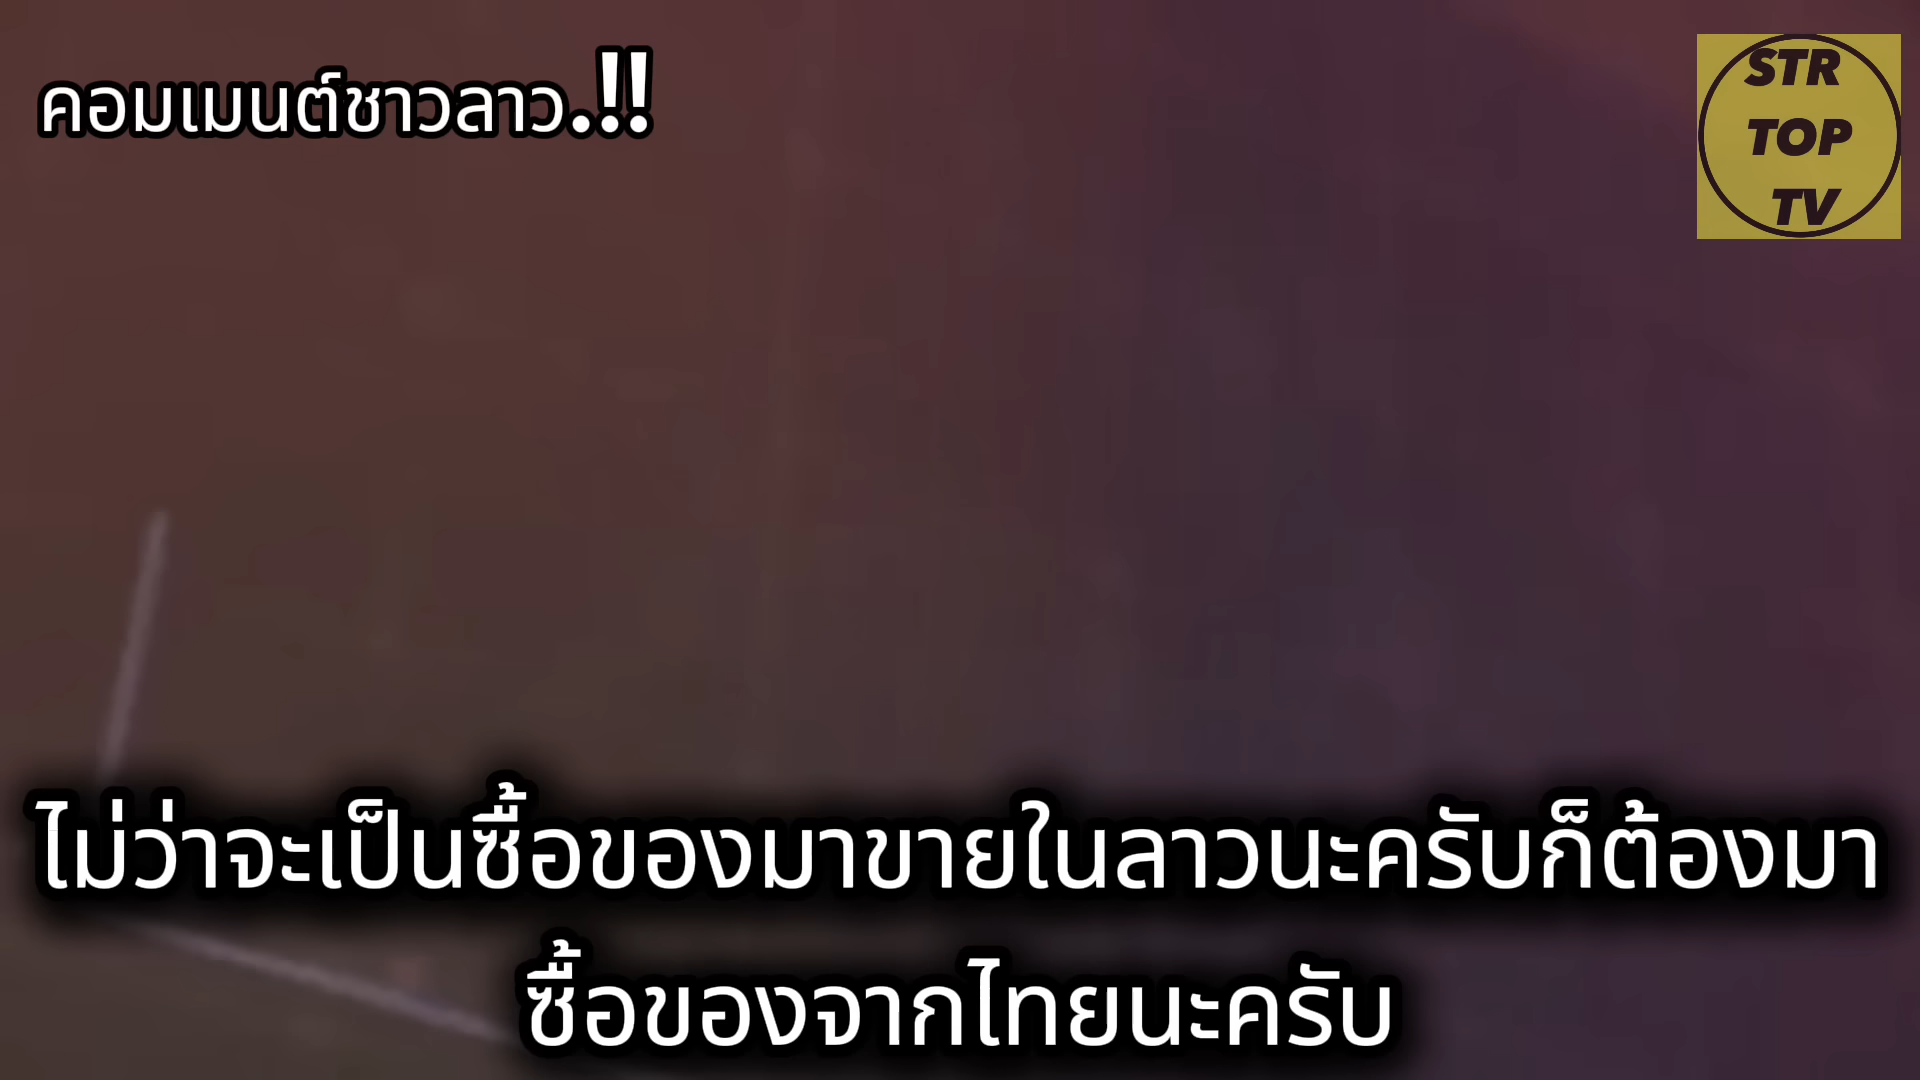 คอมเมนต์ชาวลาว.!!
STR
TOP
TV
ไม่ว่าจะเป็นซื้อของมาขายในลาวนะครับก็ต้องมา
ซื้อของจากไทยนะครับ